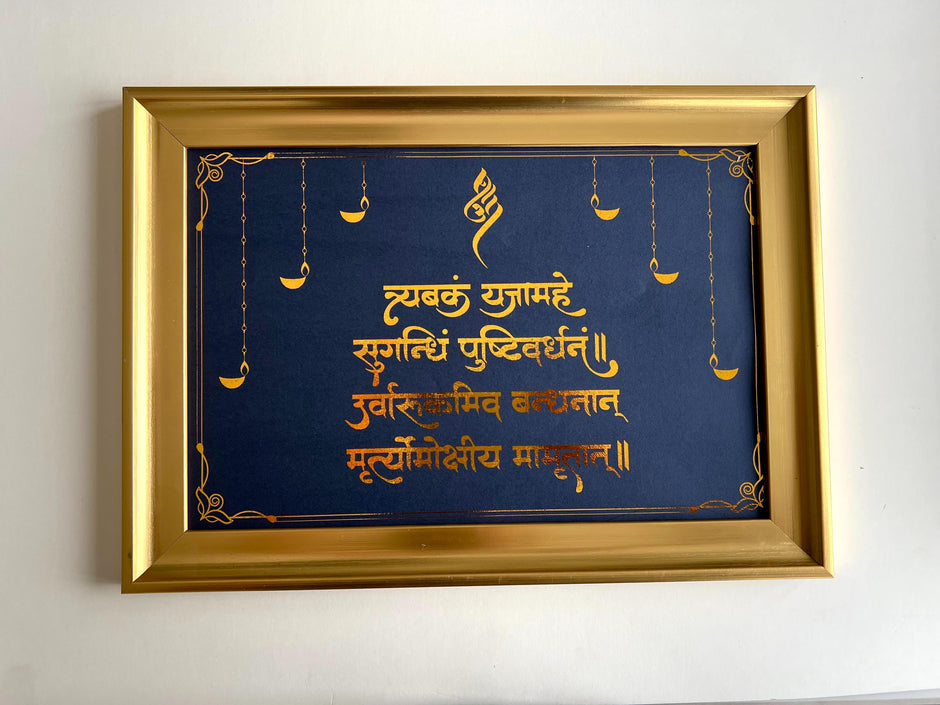 त्र्यबकं यजामहे
सुगन्धिं पुष्टिवर्धनं॥
उर्वारूकमिव बन्धनान्
मृर्त्योमोक्षीय मामृतात्॥